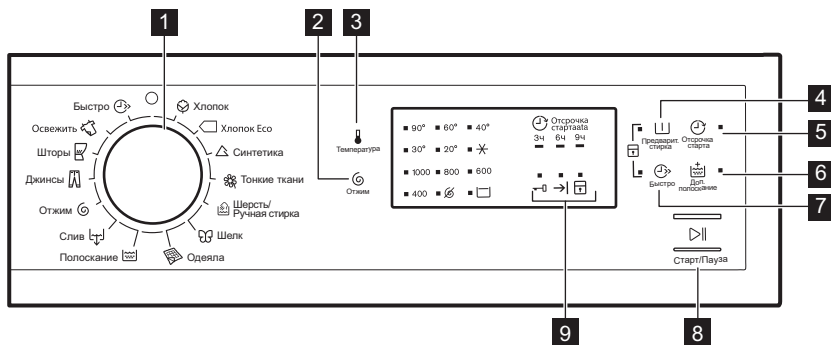 1
2
3
4
5
6
7
8
9
Быстро
Освежить
Шторы
Джинсы
Отжим
Слив
Полоскание
Хлопок
Хлопок Eco
Синтетика
Тонкие ткани
Шерсть/
Ручная стирка
Шелк
Одеяла
Температура
Отжим
90° 60° 40°
30° 20°
1000 800 600
400
Отсрочка
стартаata
3ч 6ч 9ч
Предварит.
стирка
Отсрочка
старта
Быстро
Доп.
полоскание
Старт/Пауза